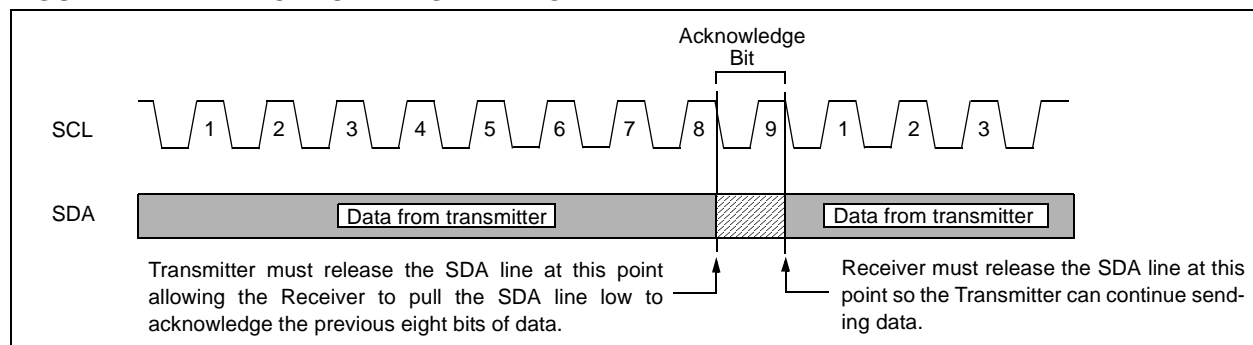 Acknowledge
Bit
SCL
1 2 3 4 5 6 7 8 9 1 2 3
SDA
Data from transmitter
Data from transmitter
Transmitter must release the SDA line at this point
allowing the Receiver to pull the SDA line low to
acknowledge the previous eight bits of data.
Receiver must release the SDA line at this
point so the Transmitter can continue send-
ing data.